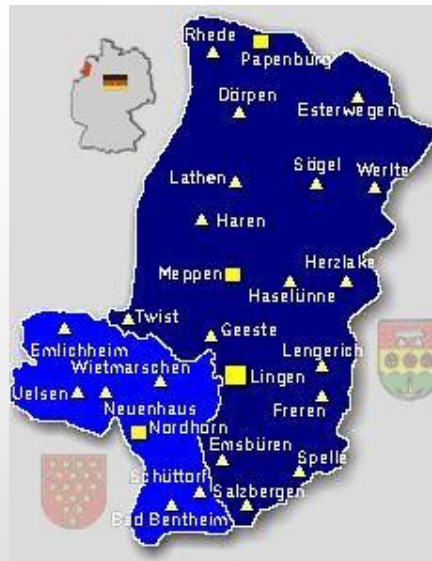 Rhede
Papenburg
Dörpen
Esterwegen
Sögel
Werlte
Lathen
Haren
Meppen
Herzlake
Haselünne
Twist
Geeste
Emlichheim
Lengerich
Wietmarschen
Lingen
Uelsen
Neuenhaus
Freren
Nordhorn
Emsbüren
Spelle
Schüttorf
Salzbergen
Bad Bentheim